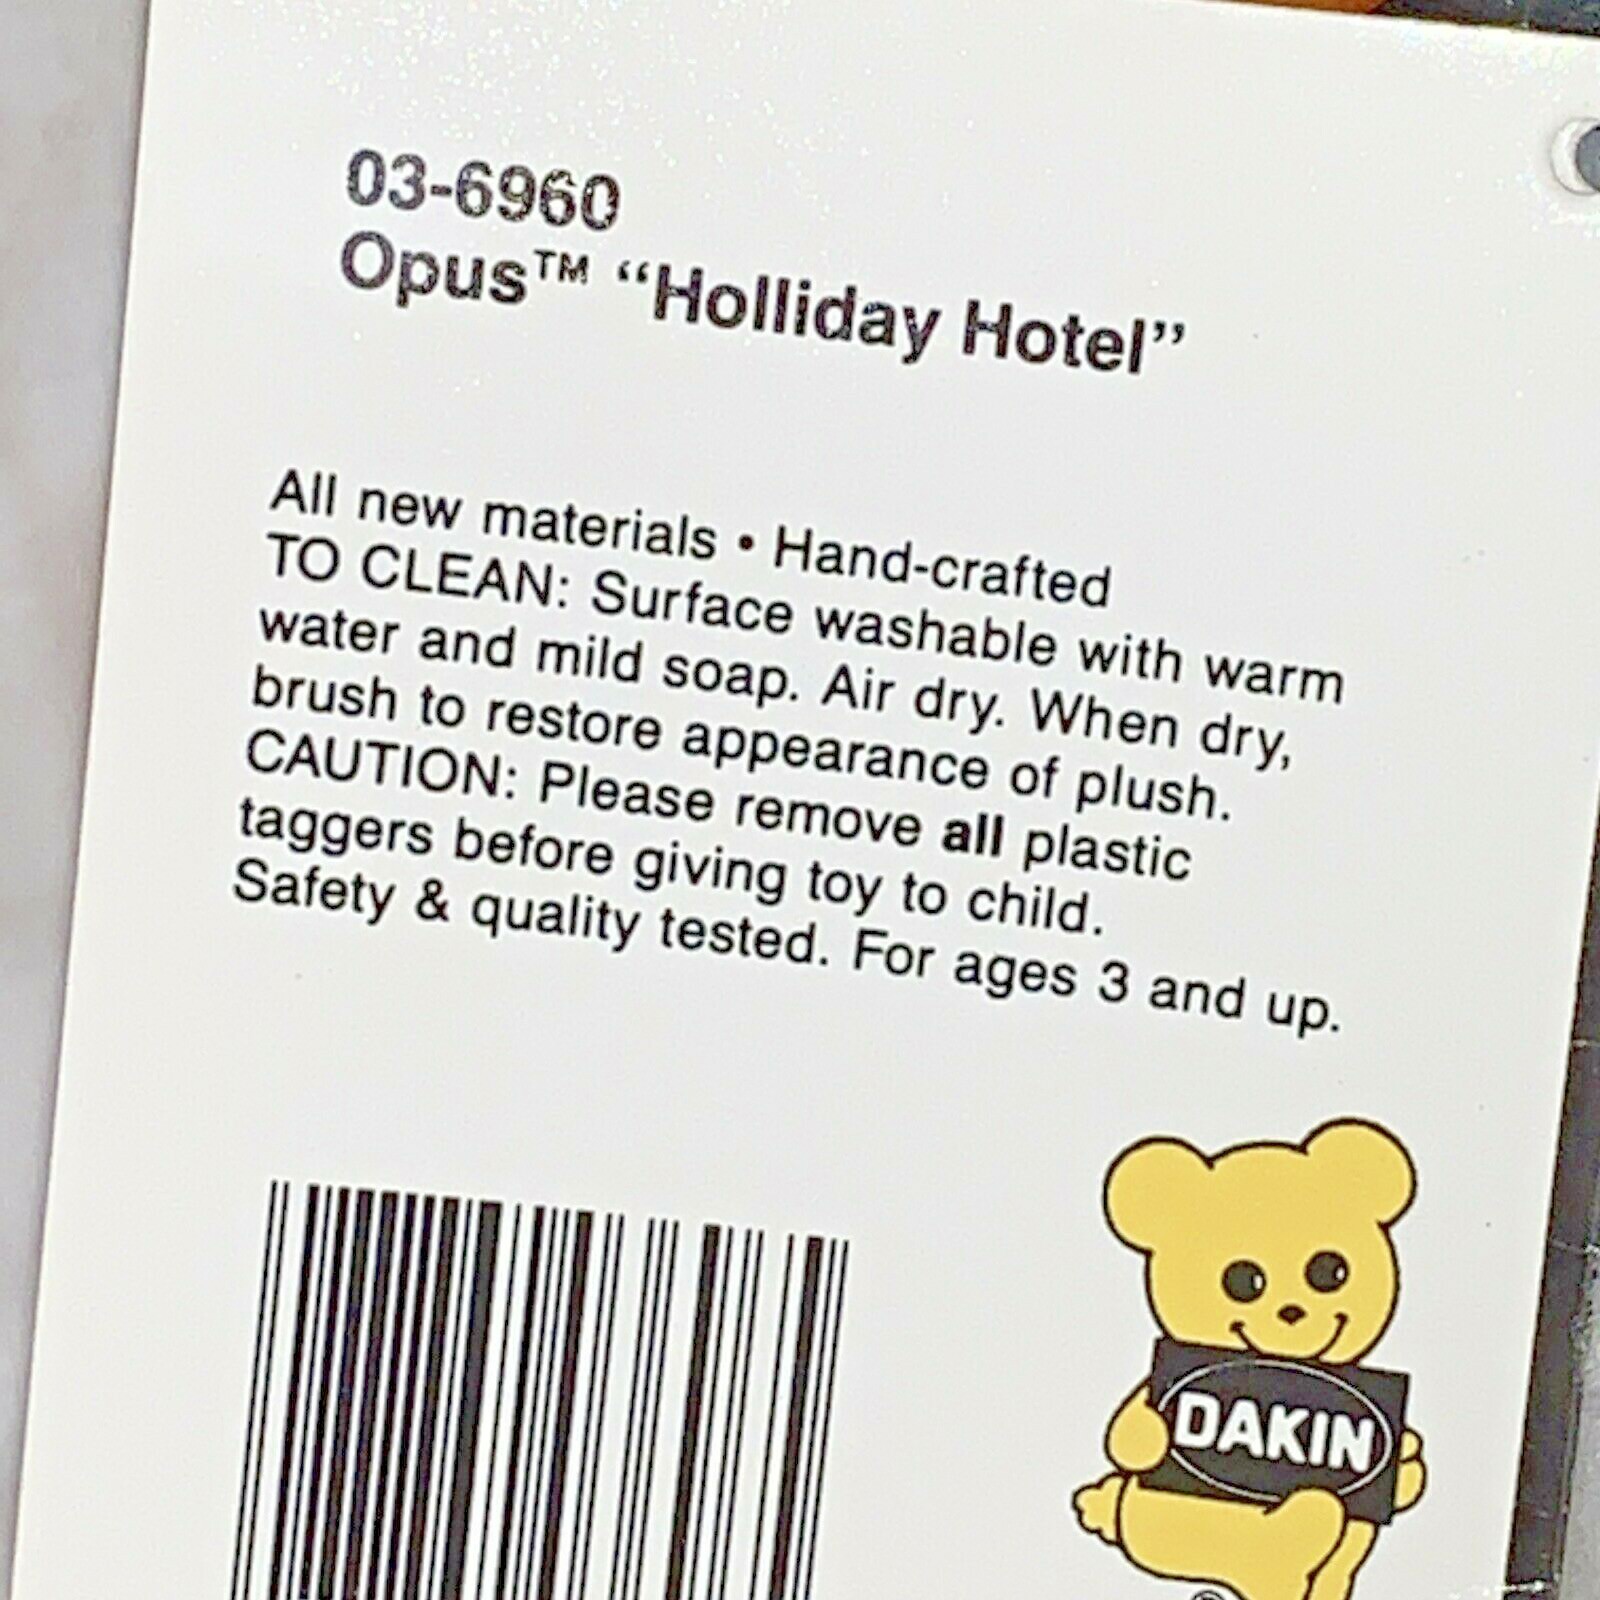 03-6960
Opus™ “Holliday Hotel”
All new materials • Hand-crafted
TO CLEAN: Surface washable with warm
water and mild soap. Air dry. When dry,
brush to restore appearance of plush.
CAUTION: Please remove all plastic
taggers before giving toy to child.
Safety & quality tested. For ages 3 and up.
DAKIN